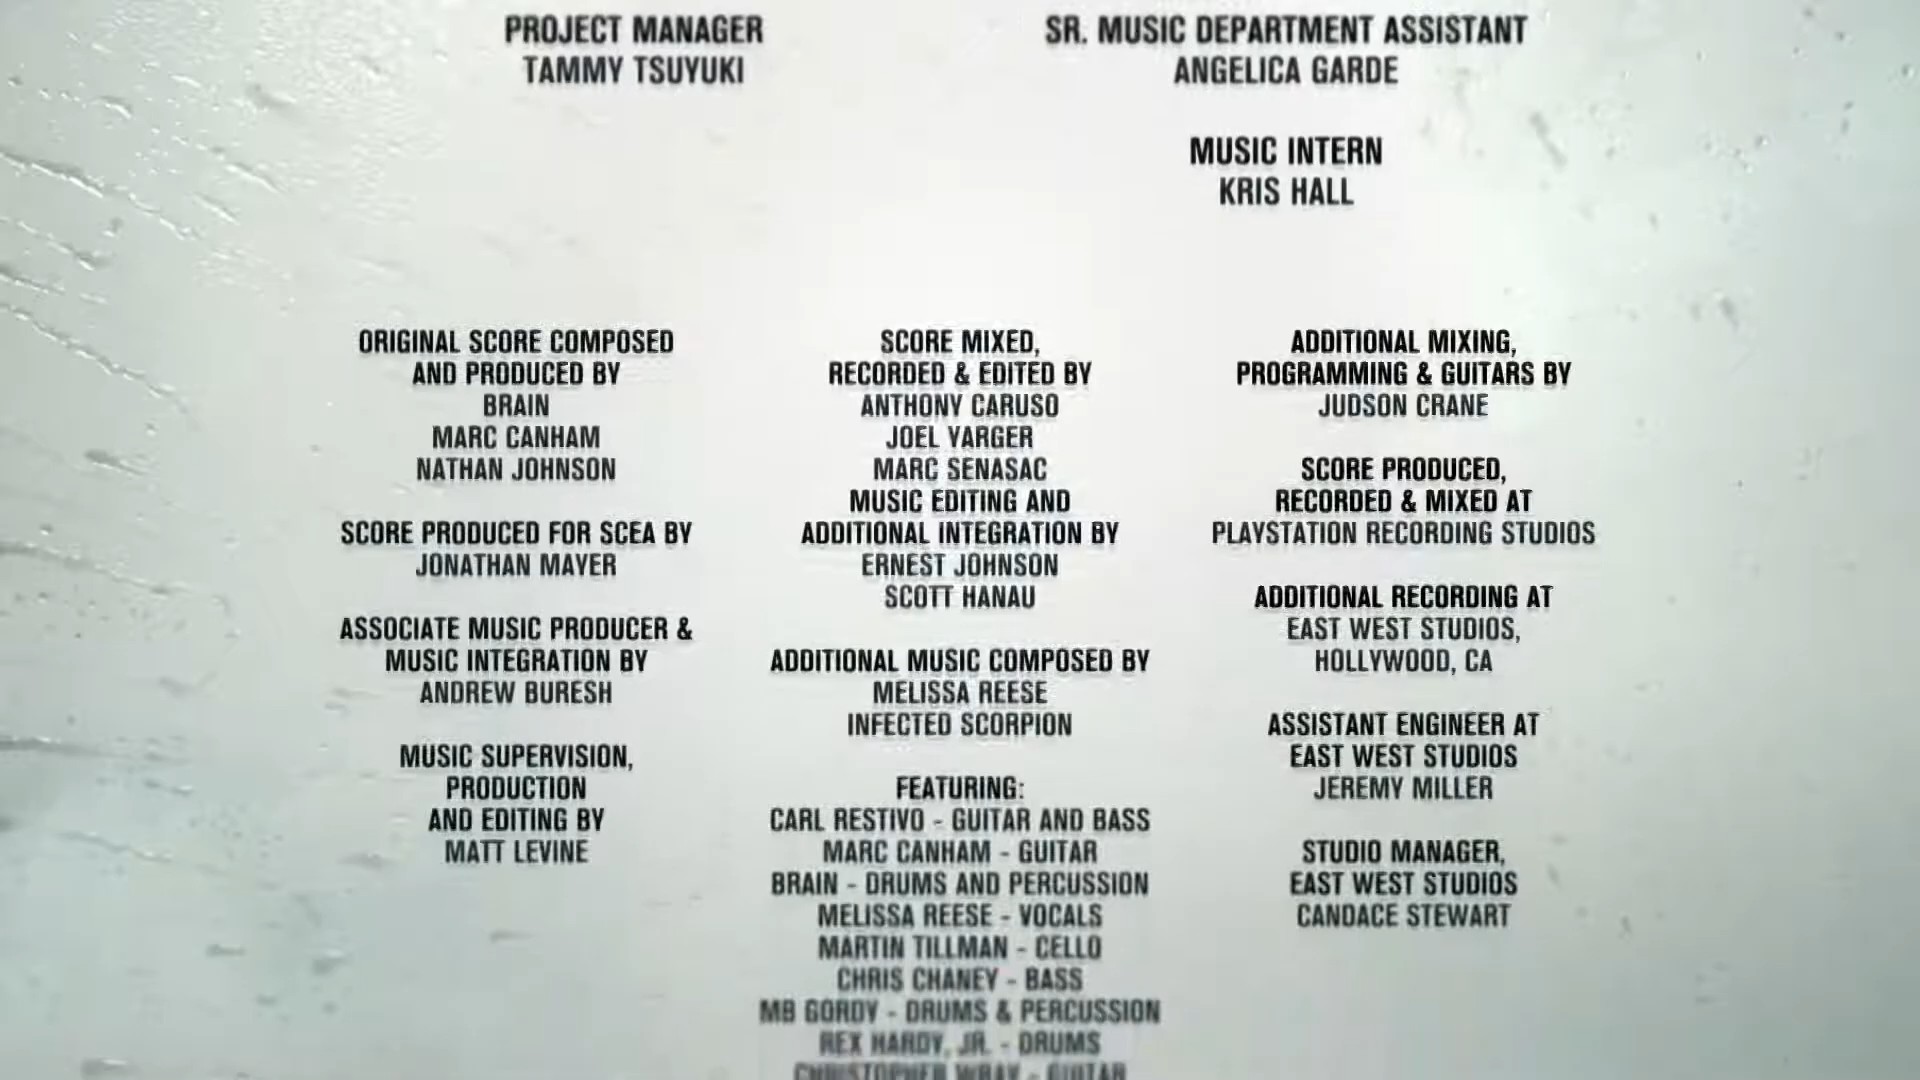 PROJECT MANAGER
TAMMY TSUYUKI
SR. MUSIC DEPARTMENT ASSISTANT
ANGELICA GARDE
MUSIC INTERN
KRIS HALL
ORIGINAL SCORE COMPOSED
AND PRODUCED BY
BRAIN
MARC CANHAM
NATHAN JOHNSON
SCORE PRODUCED FOR SCEA BY
JONATHAN MAYER
ASSOCIATE MUSIC PRODUCER &
MUSIC INTEGRATION BY
ANDREW BURESH
MUSIC SUPERVISION,
PRODUCTION
AND EDITING BY
MATT LEVINE
SCORE MIXED,
RECORDED & EDITED BY
ANTHONY CARUSO
JOEL YARGER
MARC SENASAC
MUSIC EDITING AND
ADDITIONAL INTEGRATION BY
ERNEST JOHNSON
SCOTT HANAU
ADDITIONAL MUSIC COMPOSED BY
MELISSA REESE
INFECTED SCORPION
FEATURING:
CARL RESTIVO - GUITAR AND BASS
MARC CANHAM - GUITAR
BRAIN - DRUMS AND PERCUSSION
MELISSA REESE - VOCALS
MARTIN TILLMAN - CELLO
CHRIS CHANEY - BASS
MB GORDY - DRUMS & PERCUSSION
REX HARDY, JR. - DRUMS
CHRISTOPHER WRAY - GUITAR
ADDITIONAL MIXING,
PROGRAMMING & GUITARS BY
JUDSON CRANE
SCORE PRODUCED,
RECORDED & MIXED AT
PLAYSTATION RECORDING STUDIOS
ADDITIONAL RECORDING AT
EAST WEST STUDIOS,
HOLLYWOOD, CA
ASSISTANT ENGINEER AT
EAST WEST STUDIOS
JEREMY MILLER
STUDIO MANAGER,
EAST WEST STUDIOS
CANDACE STEWART